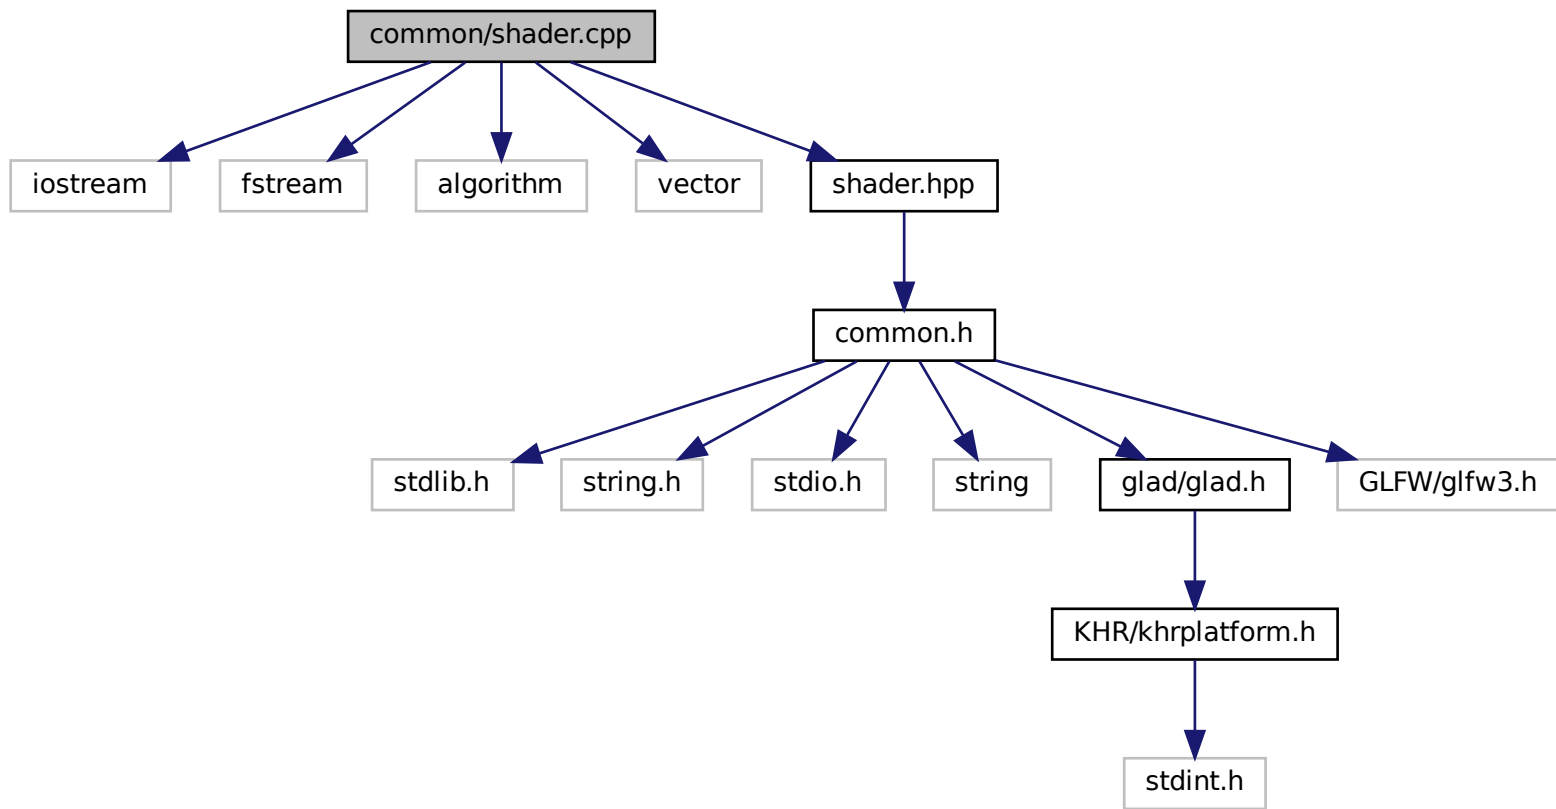 common/shader.cpp
iostream
fstream
algorithm
vector
shader.hpp
common.h
stdlib.h
string.h
stdio.h
string
glad/glad.h
GLFW/glfw3.h
KHR/khrplatform.h
stdint.h